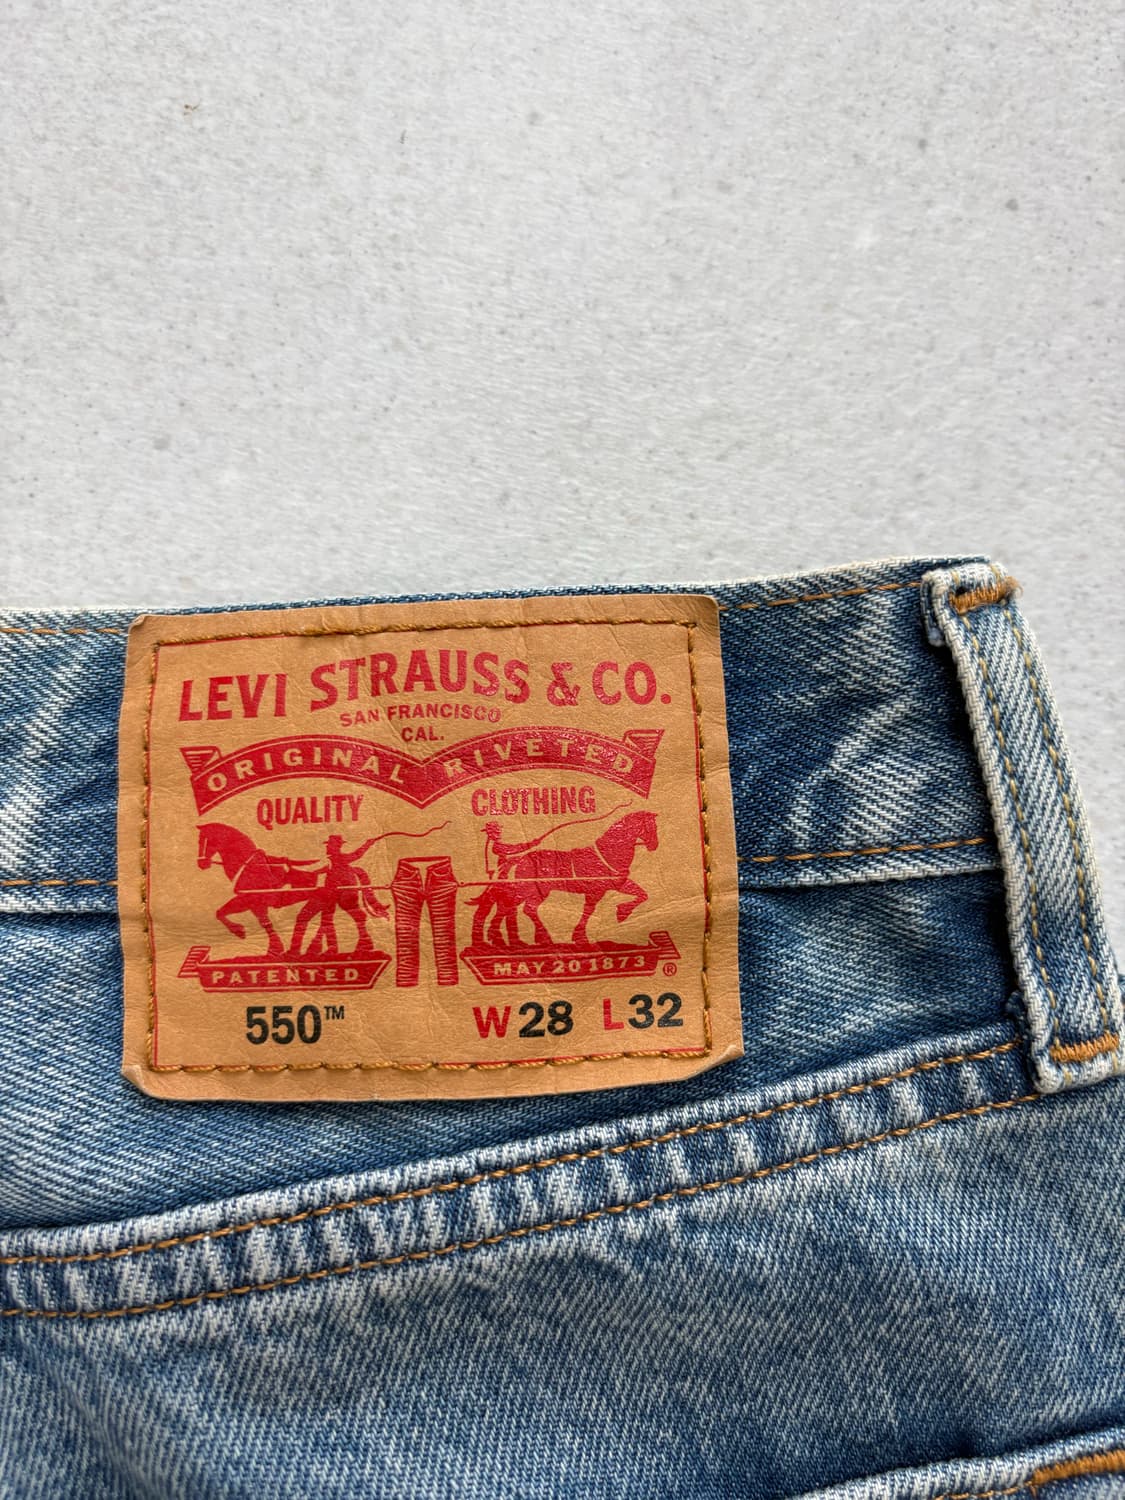 LEVI STRAUSS & CO.
SAN FRANCISCO
CAL.
ORIGINAL RIVETED
QUALITY CLOTHING
PATENTED MAY 20 1873 ®
550™ W28 L32